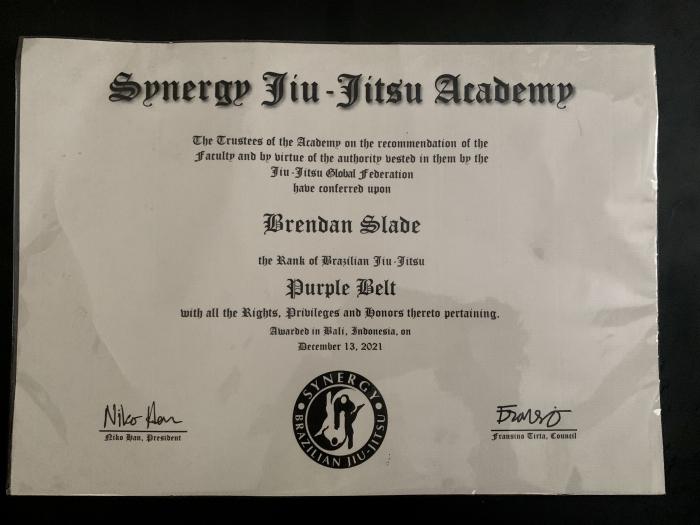 Synergy Jiu-Jitsu Academy
The Trustees of the Academy on the recommendation of the
Faculty and by virtue of the authority vested in them by the
Jiu-Jitsu Global Federation
have conferred upon
Brendan Slade
the Rank of Brazilian Jiu-Jitsu
Purple Belt
with all the Rights, Privileges and Honors thereto pertaining.
Awarded in Bali, Indonesia, on
December 13, 2021
SYNERGY
BRAZILIAN JIU-JITSU
Niko Han
Niko Han, President
Fransino Tirta, Council